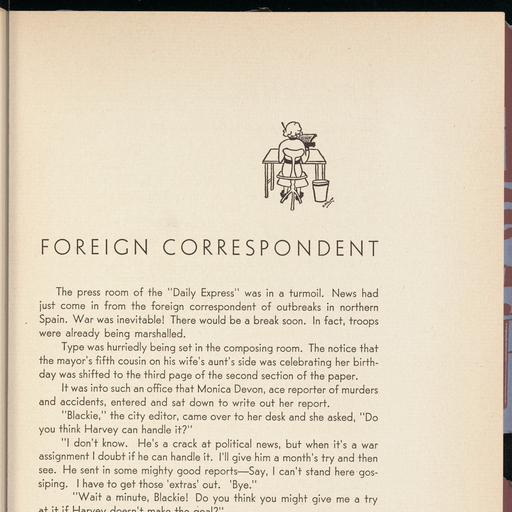 FOREIGN CORRESPONDENT
The press room of the "Daily Express" was in a turmoil. News had
just come in from the foreign correspondent of outbreaks in northern
Spain. War was inevitable! There would be a break soon. In fact, troops
were already being marshalled.
Type was hurriedly being set in the composing room. The notice that
the mayor's fifth cousin on his wife's aunt's side was celebrating her birth-
day was shifted to the third page of the second section of the paper.
It was into such an office that Monica Devon, ace reporter of murders
and accidents, entered and sat down to write out her report.
"Blackie," the city editor, came over to her desk and she asked, "Do
you think Harvey can handle it?"
"I don't know. He's a crack at political news, but when it's a war
assignment I doubt if he can handle it. I'll give him a month's try and then
see. He sent in some mighty good reports—Say, I can't stand here gos-
siping. I have to get those 'extras' out. 'Bye."
"Wait a minute, Blackie! Do you think you might give me a try
at it if Harvey doesn't make the goal?"